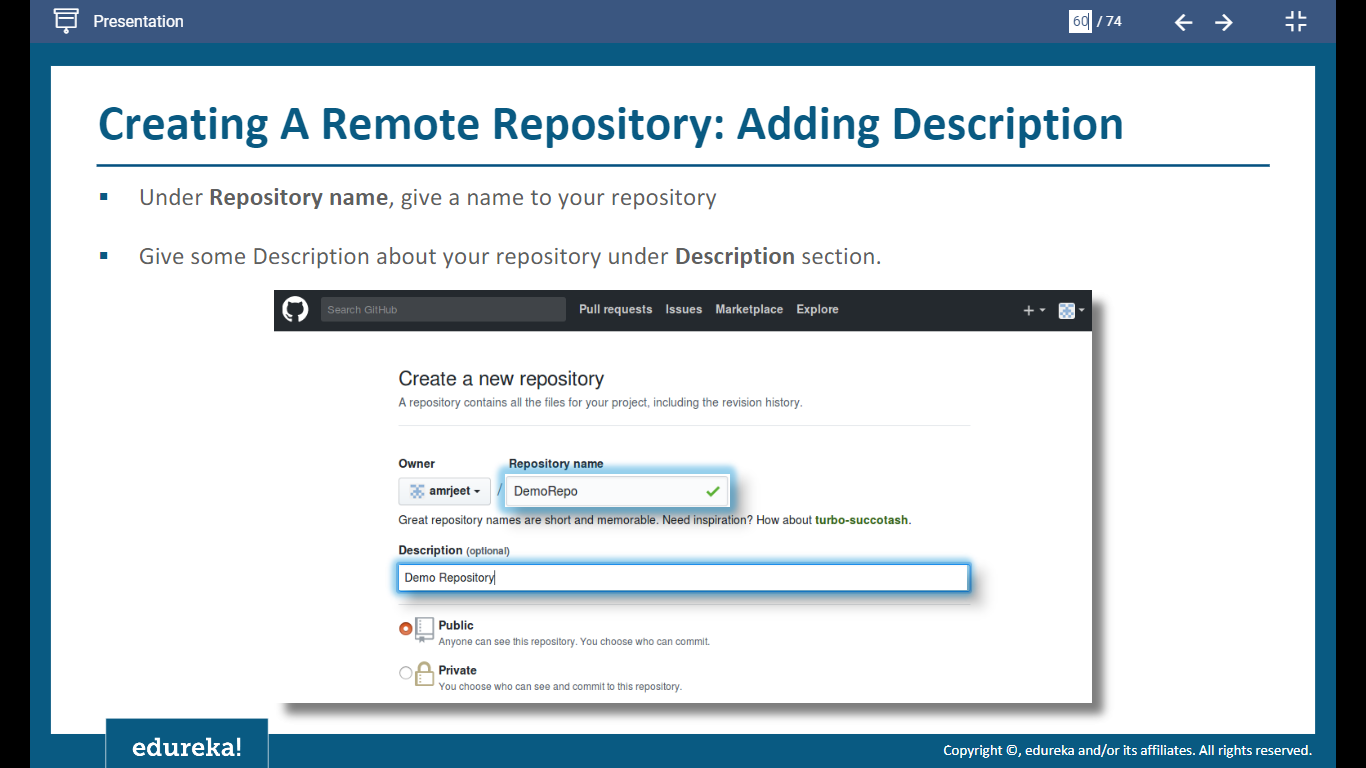 Presentation
60 / 74
Creating A Remote Repository: Adding Description
▪ Under Repository name, give a name to your repository
▪ Give some Description about your repository under Description section.
Search GitHub Pull requests Issues Marketplace Explore
Create a new repository
A repository contains all the files for your project, including the revision history.
Owner Repository name
amrjeet / DemoRepo
Great repository names are short and memorable. Need inspiration? How about turbo-succotash.
Description (optional)
Demo Repository
Public
Anyone can see this repository. You choose who can commit.
Private
You choose who can see and commit to this repository.
edureka!
Copyright ©, edureka and/or its affiliates. All rights reserved.